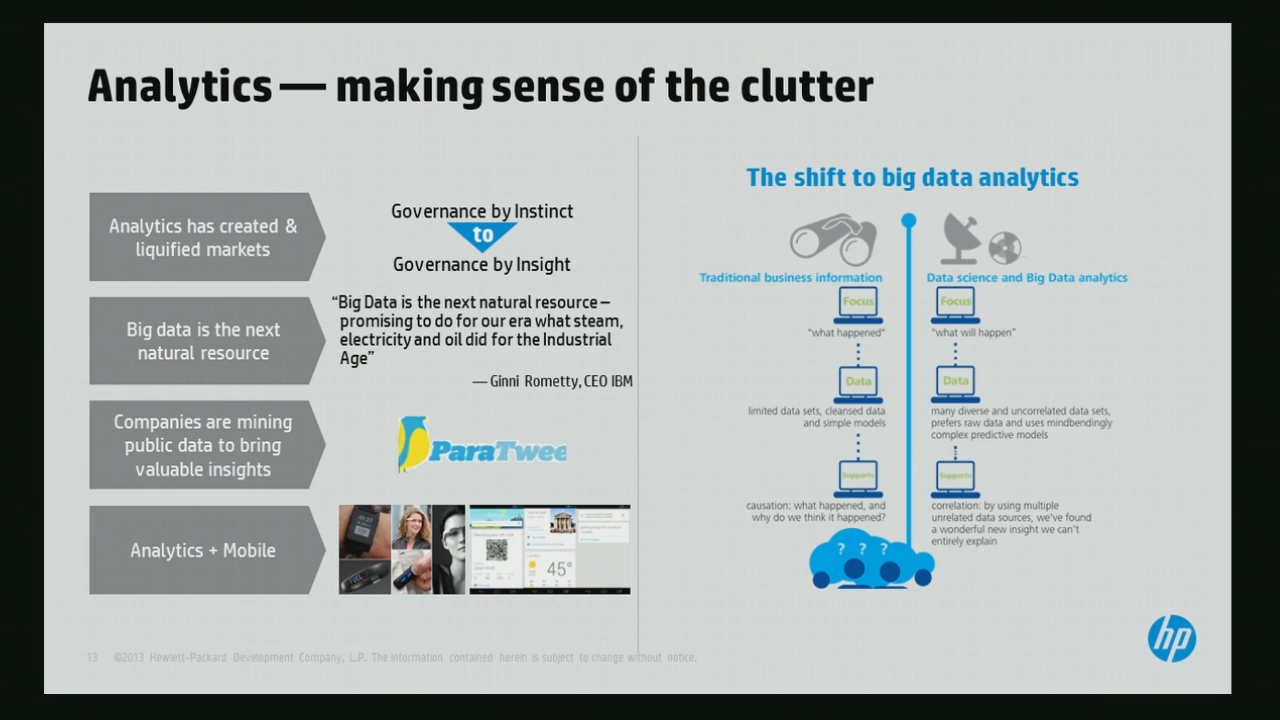 Analytics — making sense of the clutter
Analytics has created &
liquified markets
Governance by Instinct
to
Governance by Insight
Big data is the next
natural resource
“Big Data is the next natural resource –
promising to do for our era what steam,
electricity and oil did for the Industrial
Age”
— Ginni Rometty, CEO IBM
Companies are mining
public data to bring
valuable insights
ParaTwee
Analytics + Mobile
45°
The shift to big data analytics
Traditional business information
Focus
"what happened"
Data
limited data sets, cleansed data
and simple models
Supports
causation: what happened, and
why do we think it happened?
Data science and Big Data analytics
Focus
"what will happen"
Data
many diverse and uncorrelated data sets,
prefers raw data and uses mindbendingly
complex predictive models
Supports
correlation: by using multiple
unrelated data sources, we've found
a wonderful new insight we can't
entirely explain
? ? ?
13 ©2013 Hewlett-Packard Development Company, L.P. The information contained herein is subject to change without notice.
hp